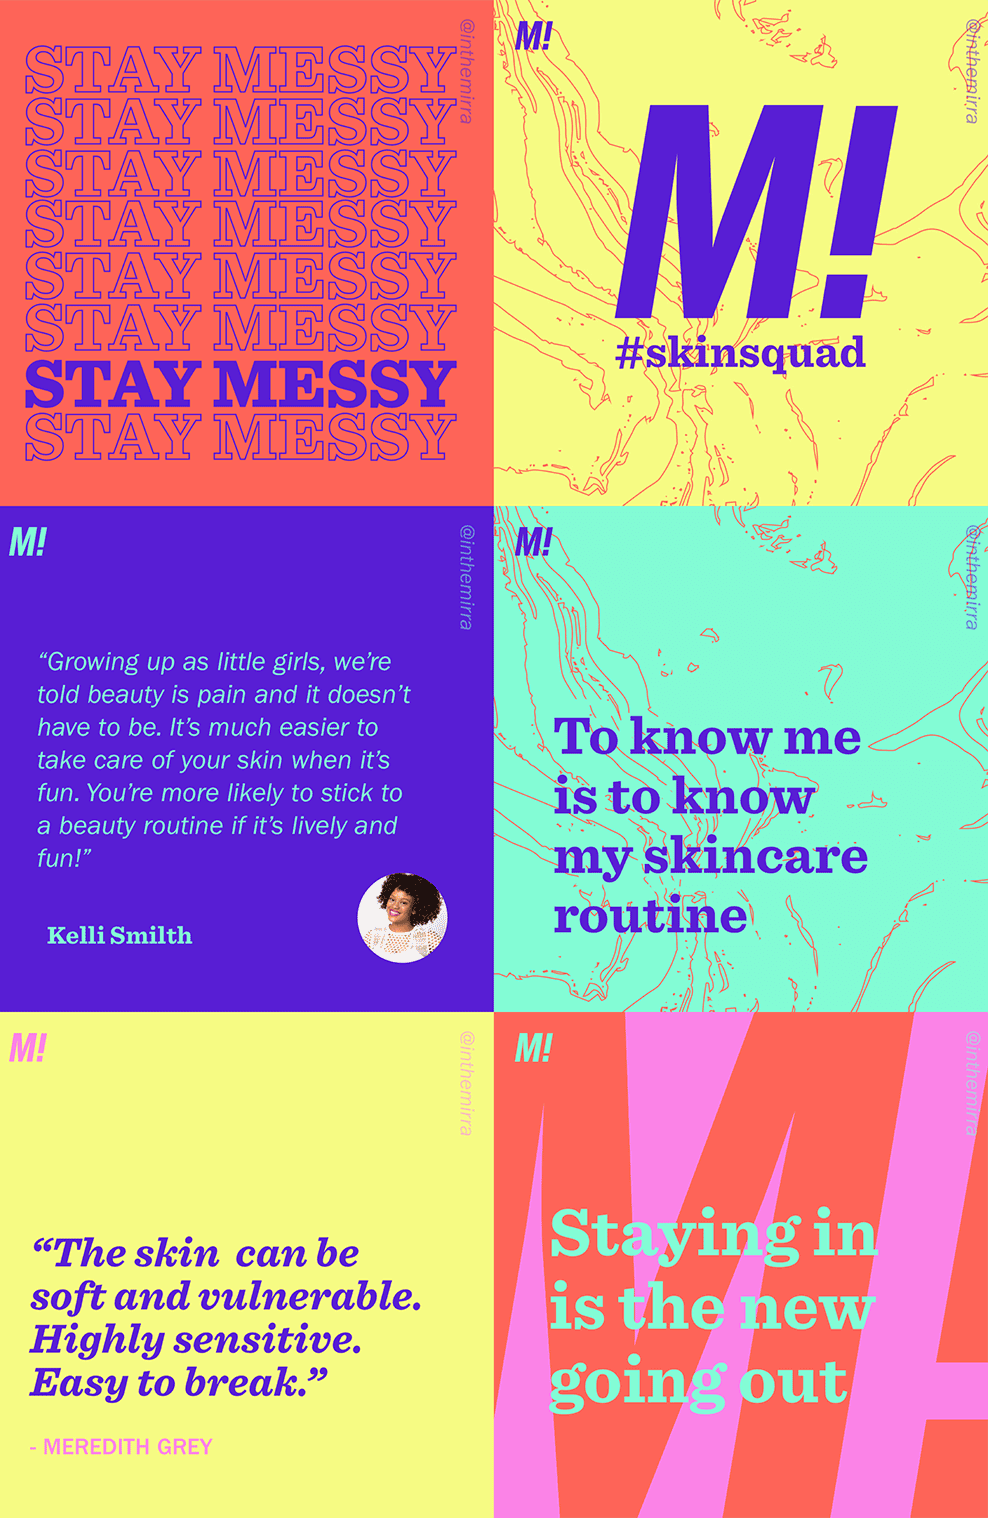 STAY MESSY
STAY MESSY
STAY MESSY
STAY MESSY
STAY MESSY
STAY MESSY
STAY MESSY
STAY MESSY
@inthemirra
M!
M!
#skinsquad
@inthemirra
M!
“Growing up as little girls, we’re
told beauty is pain and it doesn’t
have to be. It’s much easier to
take care of your skin when it’s
fun. You’re more likely to stick to
a beauty routine if it’s lively and
fun!”
Kelli Smilth
@inthemirra
M!
To know me
is to know
my skincare
routine
@inthemirra
M!
“The skin can be
soft and vulnerable.
Highly sensitive.
Easy to break.”
- MEREDITH GREY
@inthemirra
M!
Staying in
is the new
going out
@inthemirra